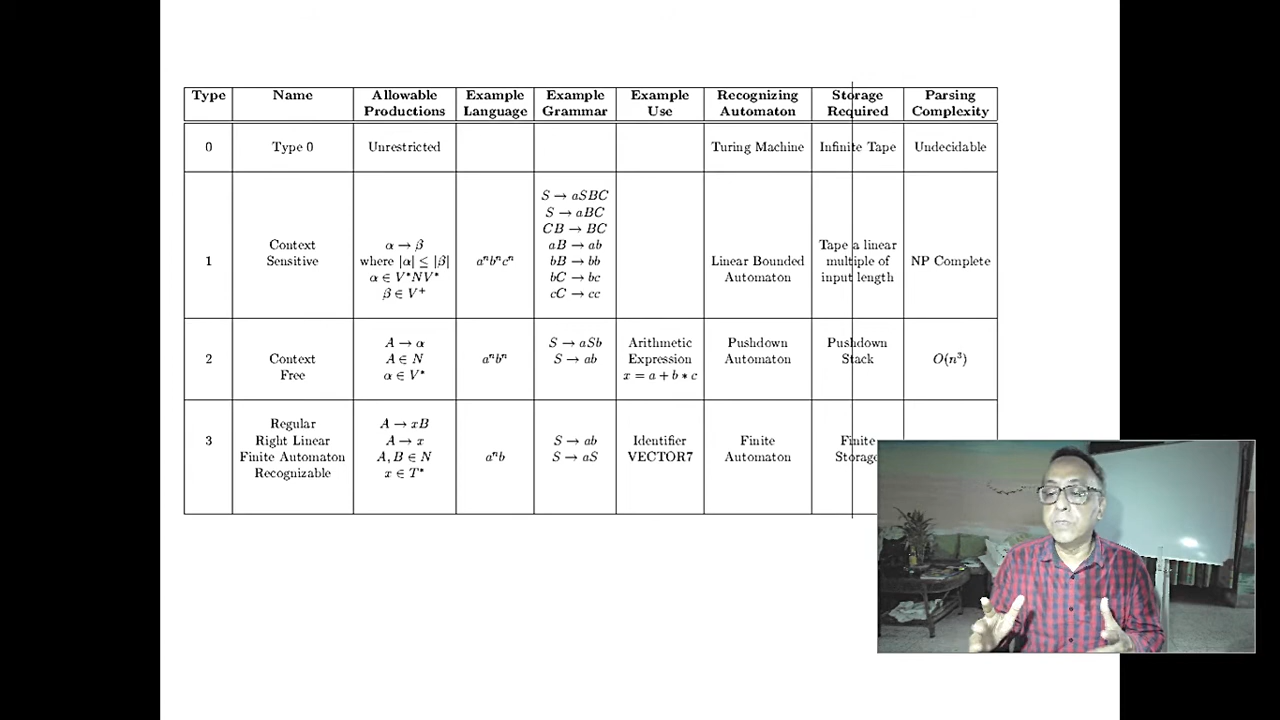 Type Name Allowable Productions Example Language Example Grammar Example Use Recognizing Automaton Storage Required Parsing Complexity
0 Type 0 Unrestricted Turing Machine Infinite Tape Undecidable
1
Context
Sensitive
α → β
where |α| ≤ |β|
α ∈ V*NV*
β ∈ V⁺
aⁿbⁿcⁿ
S → aSBC
S → aBC
CB → BC
aB → ab
bB → bb
bC → bc
cC → cc
Linear Bounded
Automaton
Tape a linear
multiple of
input length
NP Complete
2
Context
Free
A → α
A ∈ N
α ∈ V*
aⁿbⁿ
S → aSb
S → ab
Arithmetic
Expression
x = a + b * c
Pushdown
Automaton
Pushdown
Stack
O(n³)
3
Regular
Right Linear
Finite Automaton
Recognizable
A → xB
A → x
A, B ∈ N
x ∈ T*
aⁿb
S → ab
S → aS
Identifier
VECTOR7
Finite
Automaton
Finite
Storage